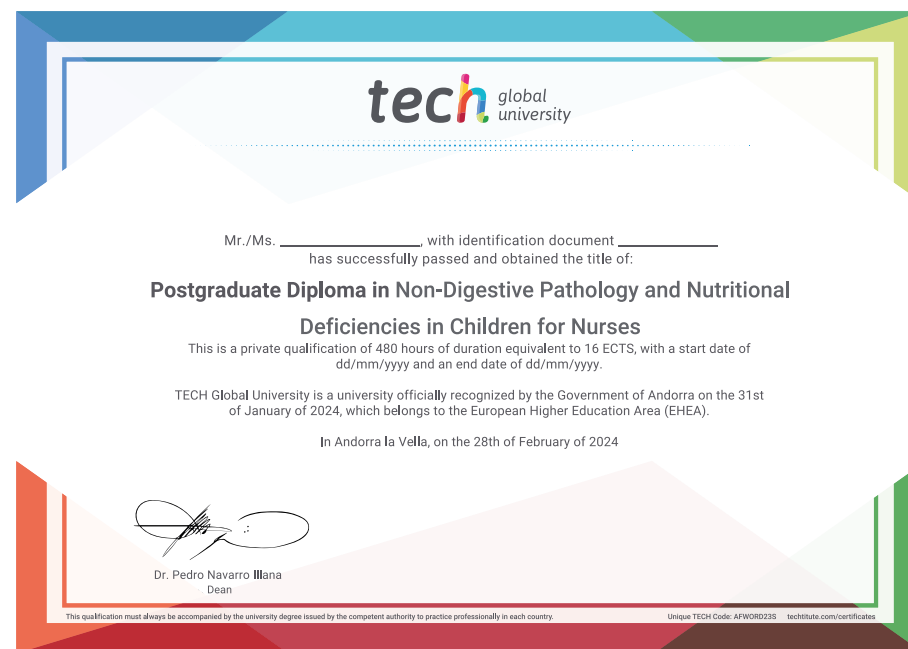 tech global
university
Mr./Ms. ____________________, with identification document ______________
has successfully passed and obtained the title of:
Postgraduate Diploma in Non-Digestive Pathology and Nutritional
Deficiencies in Children for Nurses
This is a private qualification of 480 hours of duration equivalent to 16 ECTS, with a start date of
dd/mm/yyyy and an end date of dd/mm/yyyy.
TECH Global University is a university officially recognized by the Government of Andorra on the 31st
of January of 2024, which belongs to the European Higher Education Area (EHEA).
In Andorra la Vella, on the 28th of February of 2024
Dr. Pedro Navarro Illana
Dean
This qualification must always be accompanied by the university degree issued by the competent authority to practice professionally in each country.
Unique TECH Code: AFWORD23S techtitute.com/certificates